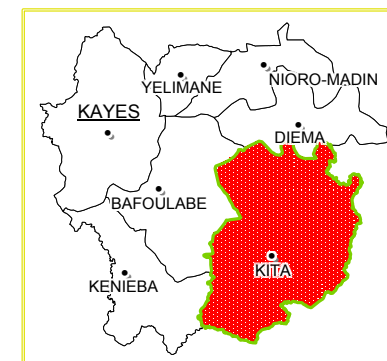 YELIMANE
NIORO-MADIN
KAYES
DIEMA
BAFOULABE
KITA
KENIEBA